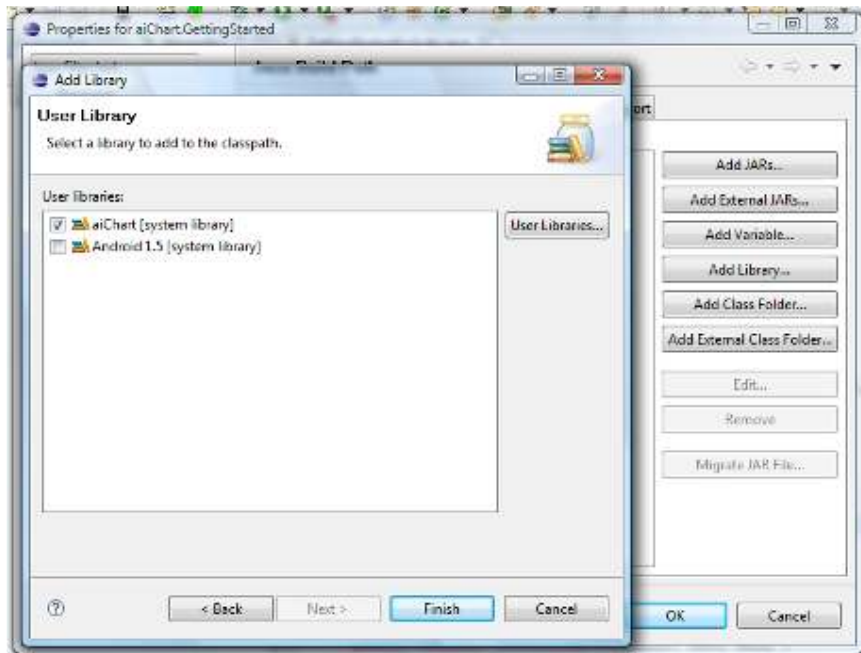 Properties for aiChart.GettingStarted
Add Library
User Library
Select a library to add to the classpath.
User libraries:
aiChart [system library]
Android 1.5 [system library]
User Libraries...
Add JARs...
Add External JARs...
Add Variable...
Add Library...
Add Class Folder...
Add External Class Folder...
Edit...
Remove
Migrate JAR File...
< Back
Next >
Finish
Cancel
OK
Cancel